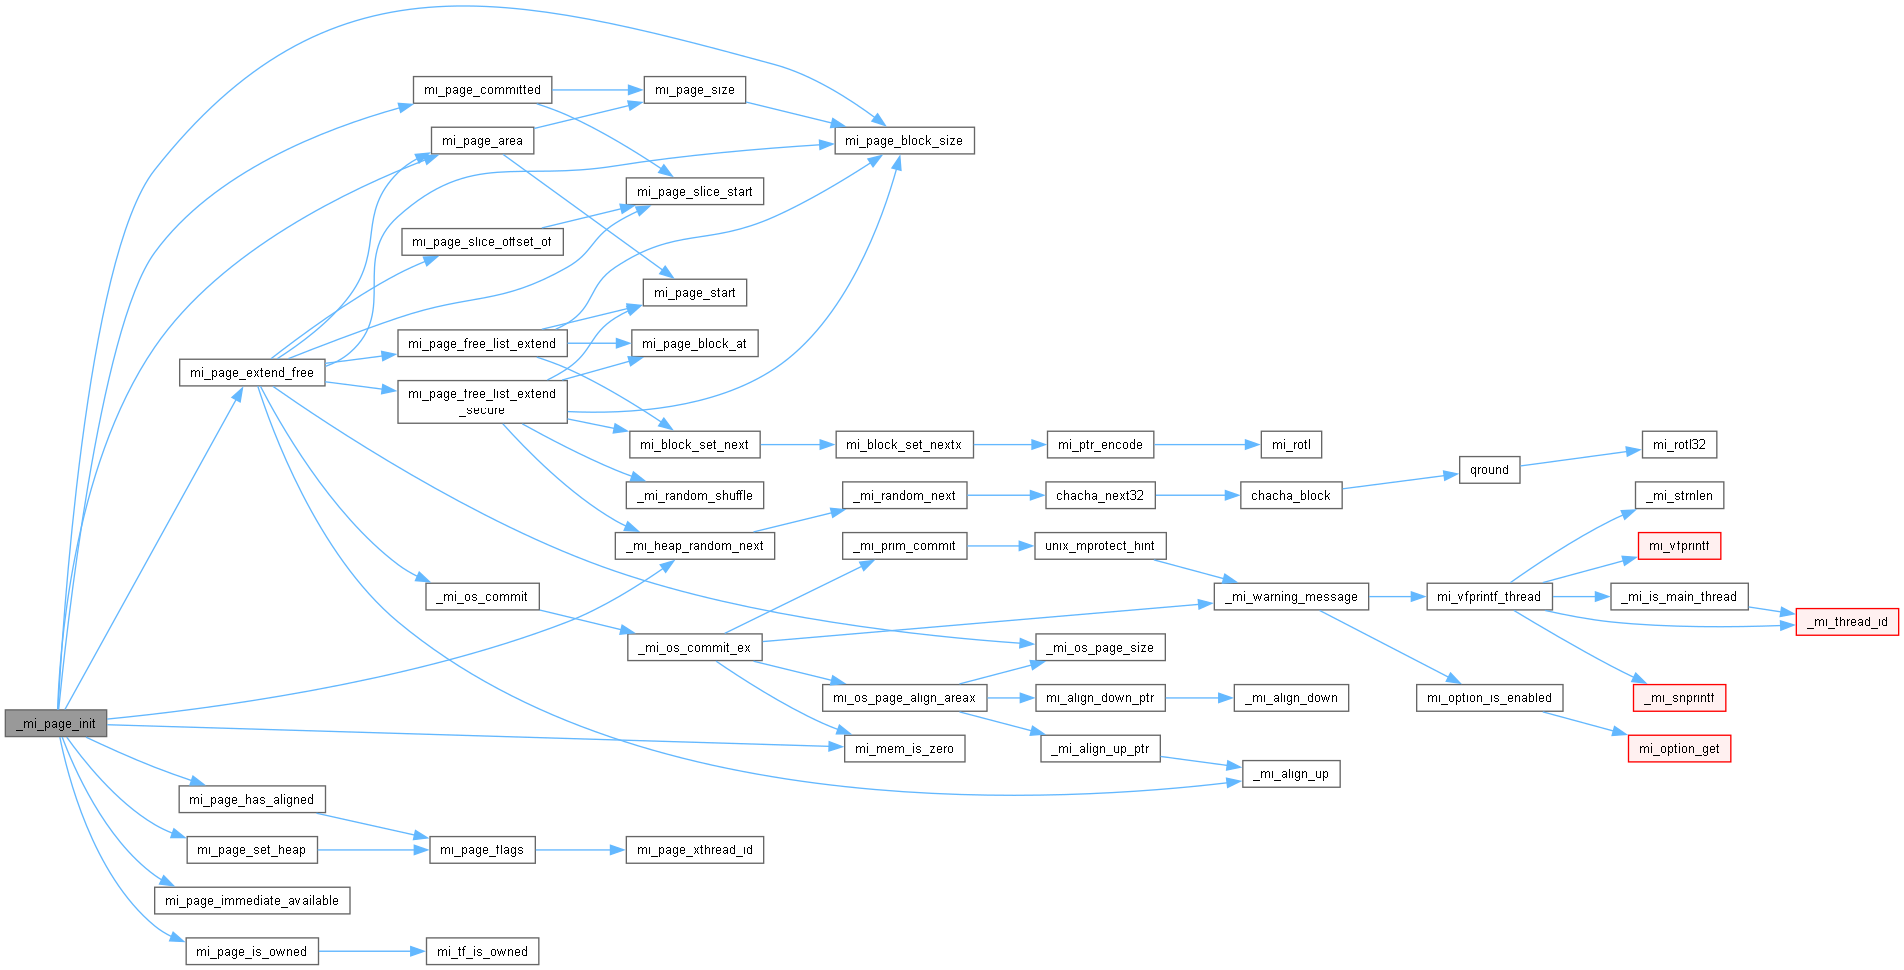 mi_page_committed
mi_page_size
mi_page_area
mi_page_block_size
mi_page_slice_start
mi_page_slice_offset_of
mi_page_start
mi_page_free_list_extend
mi_page_block_at
mi_page_extend_free
mi_page_free_list_extend
_secure
mi_block_set_next
mi_block_set_nextx
mi_ptr_encode
mi_rotl
mi_rotl32
qround
_mi_random_shuffle
_mi_random_next
chacha_next32
chacha_block
_mi_strnlen
_mi_heap_random_next
_mi_prim_commit
unix_mprotect_hint
mi_vfprintf
_mi_os_commit
_mi_warning_message
mi_vfprintf_thread
_mi_is_main_thread
_mi_thread_id
_mi_os_commit_ex
_mi_os_page_size
mi_os_page_align_areax
mi_align_down_ptr
_mi_align_down
mi_option_is_enabled
_mi_snprintf
_mi_page_init
mi_mem_is_zero
_mi_align_up_ptr
mi_option_get
_mi_align_up
mi_page_has_aligned
mi_page_set_heap
mi_page_flags
mi_page_xthread_id
mi_page_immediate_available
mi_page_is_owned
mi_tf_is_owned